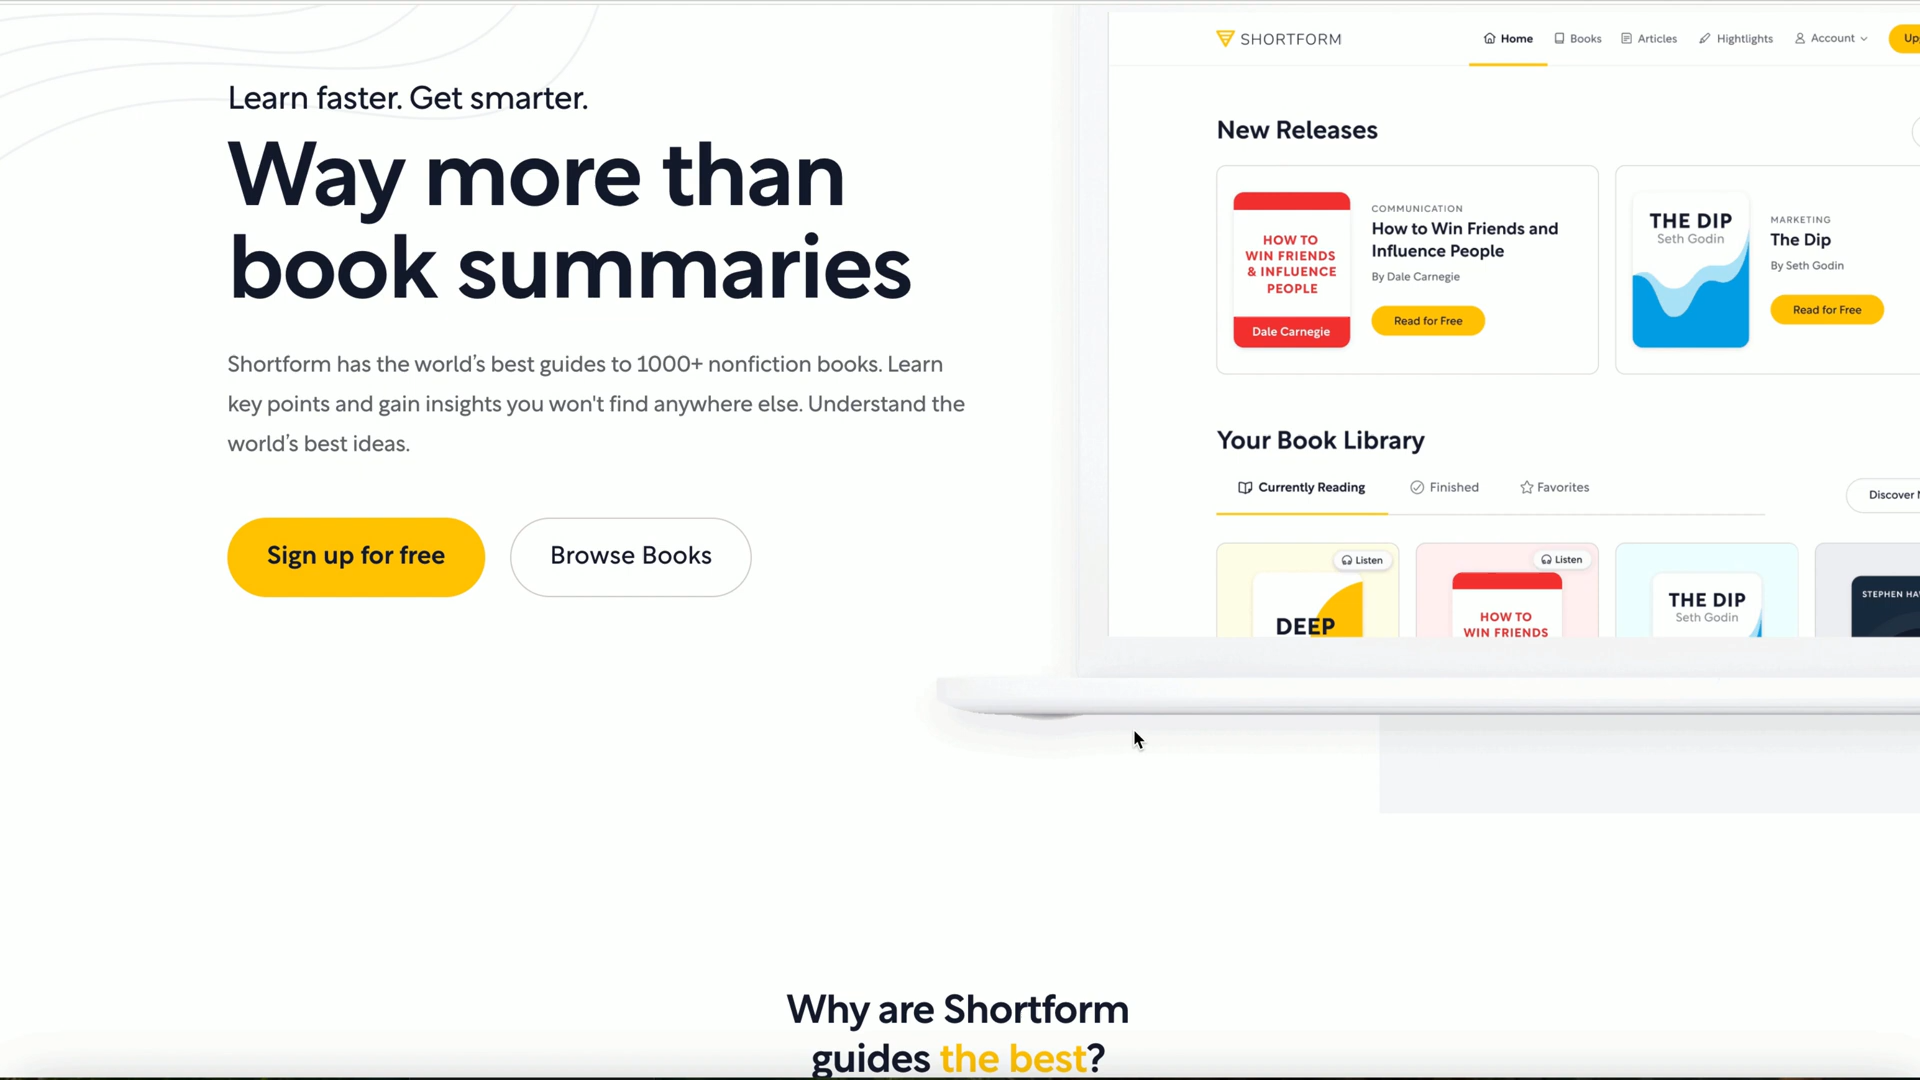 Learn faster. Get smarter.
Way more than
book summaries
Shortform has the world's best guides to 1000+ nonfiction books. Learn
key points and gain insights you won't find anywhere else. Understand the
world's best ideas.
Sign up for free
Browse Books
SHORTFORM
Home
Books
Articles
Hightlights
Account
Up
New Releases
HOW TO
WIN FRIENDS
& INFLUENCE
PEOPLE
Dale Carnegie
COMMUNICATION
How to Win Friends and
Influence People
By Dale Carnegie
Read for Free
THE DIP
Seth Godin
MARKETING
The Dip
By Seth Godin
Read for Free
Your Book Library
Currently Reading
Finished
Favorites
Discover
Listen
DEEP
Listen
HOW TO
WIN FRIENDS
THE DIP
Seth Godin
STEPHEN HA
Why are Shortform
guides the best?